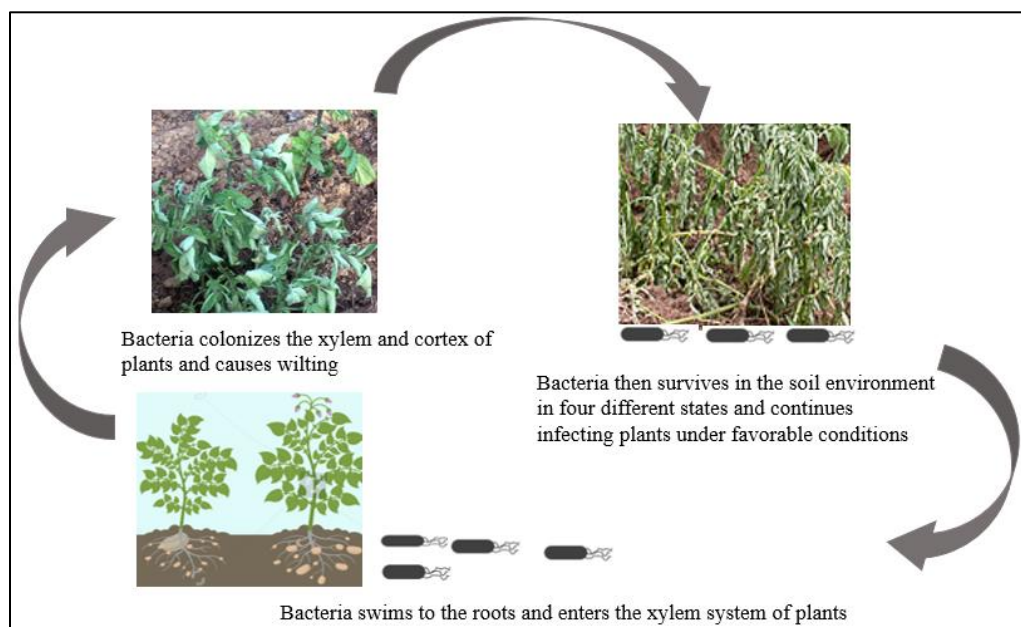 Bacteria colonizes the xylem and cortex of
plants and causes wilting
Bacteria then survives in the soil environment
in four different states and continues
infecting plants under favorable conditions
Bacteria swims to the roots and enters the xylem system of plants